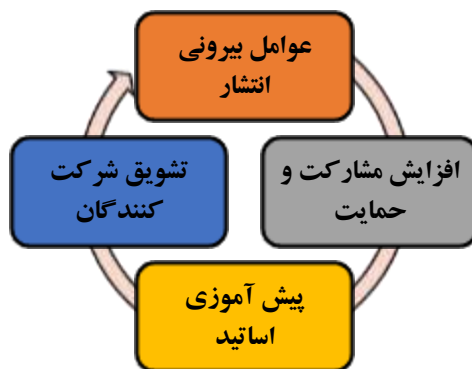 عوامل بیرونی
انتشار
افزایش مشارکت و
حمایت
پیش آموزی
اساتید
تشویق شرکت
کنندگان